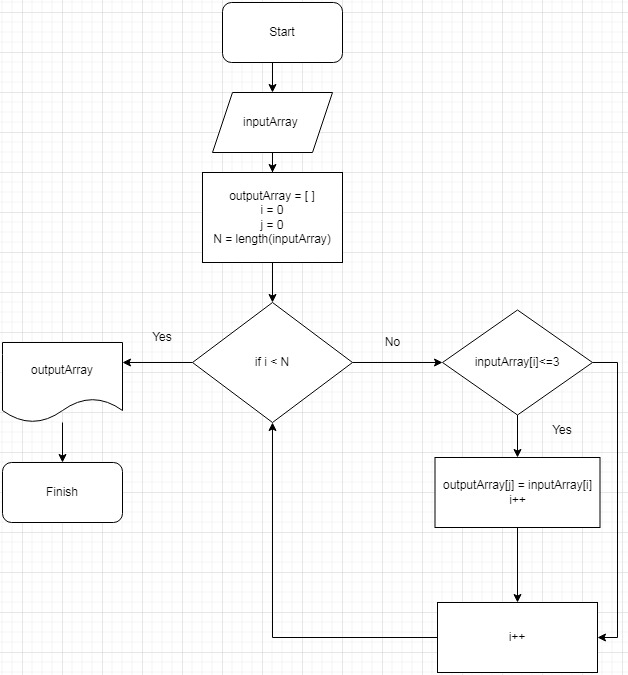 Start
inputArray
outputArray = [ ]
i = 0
j = 0
N = length(inputArray)
if i < N
Yes
No
outputArray
inputArray[i]<=3
Yes
outputArray[j] = inputArray[i]
i++
Finish
i++